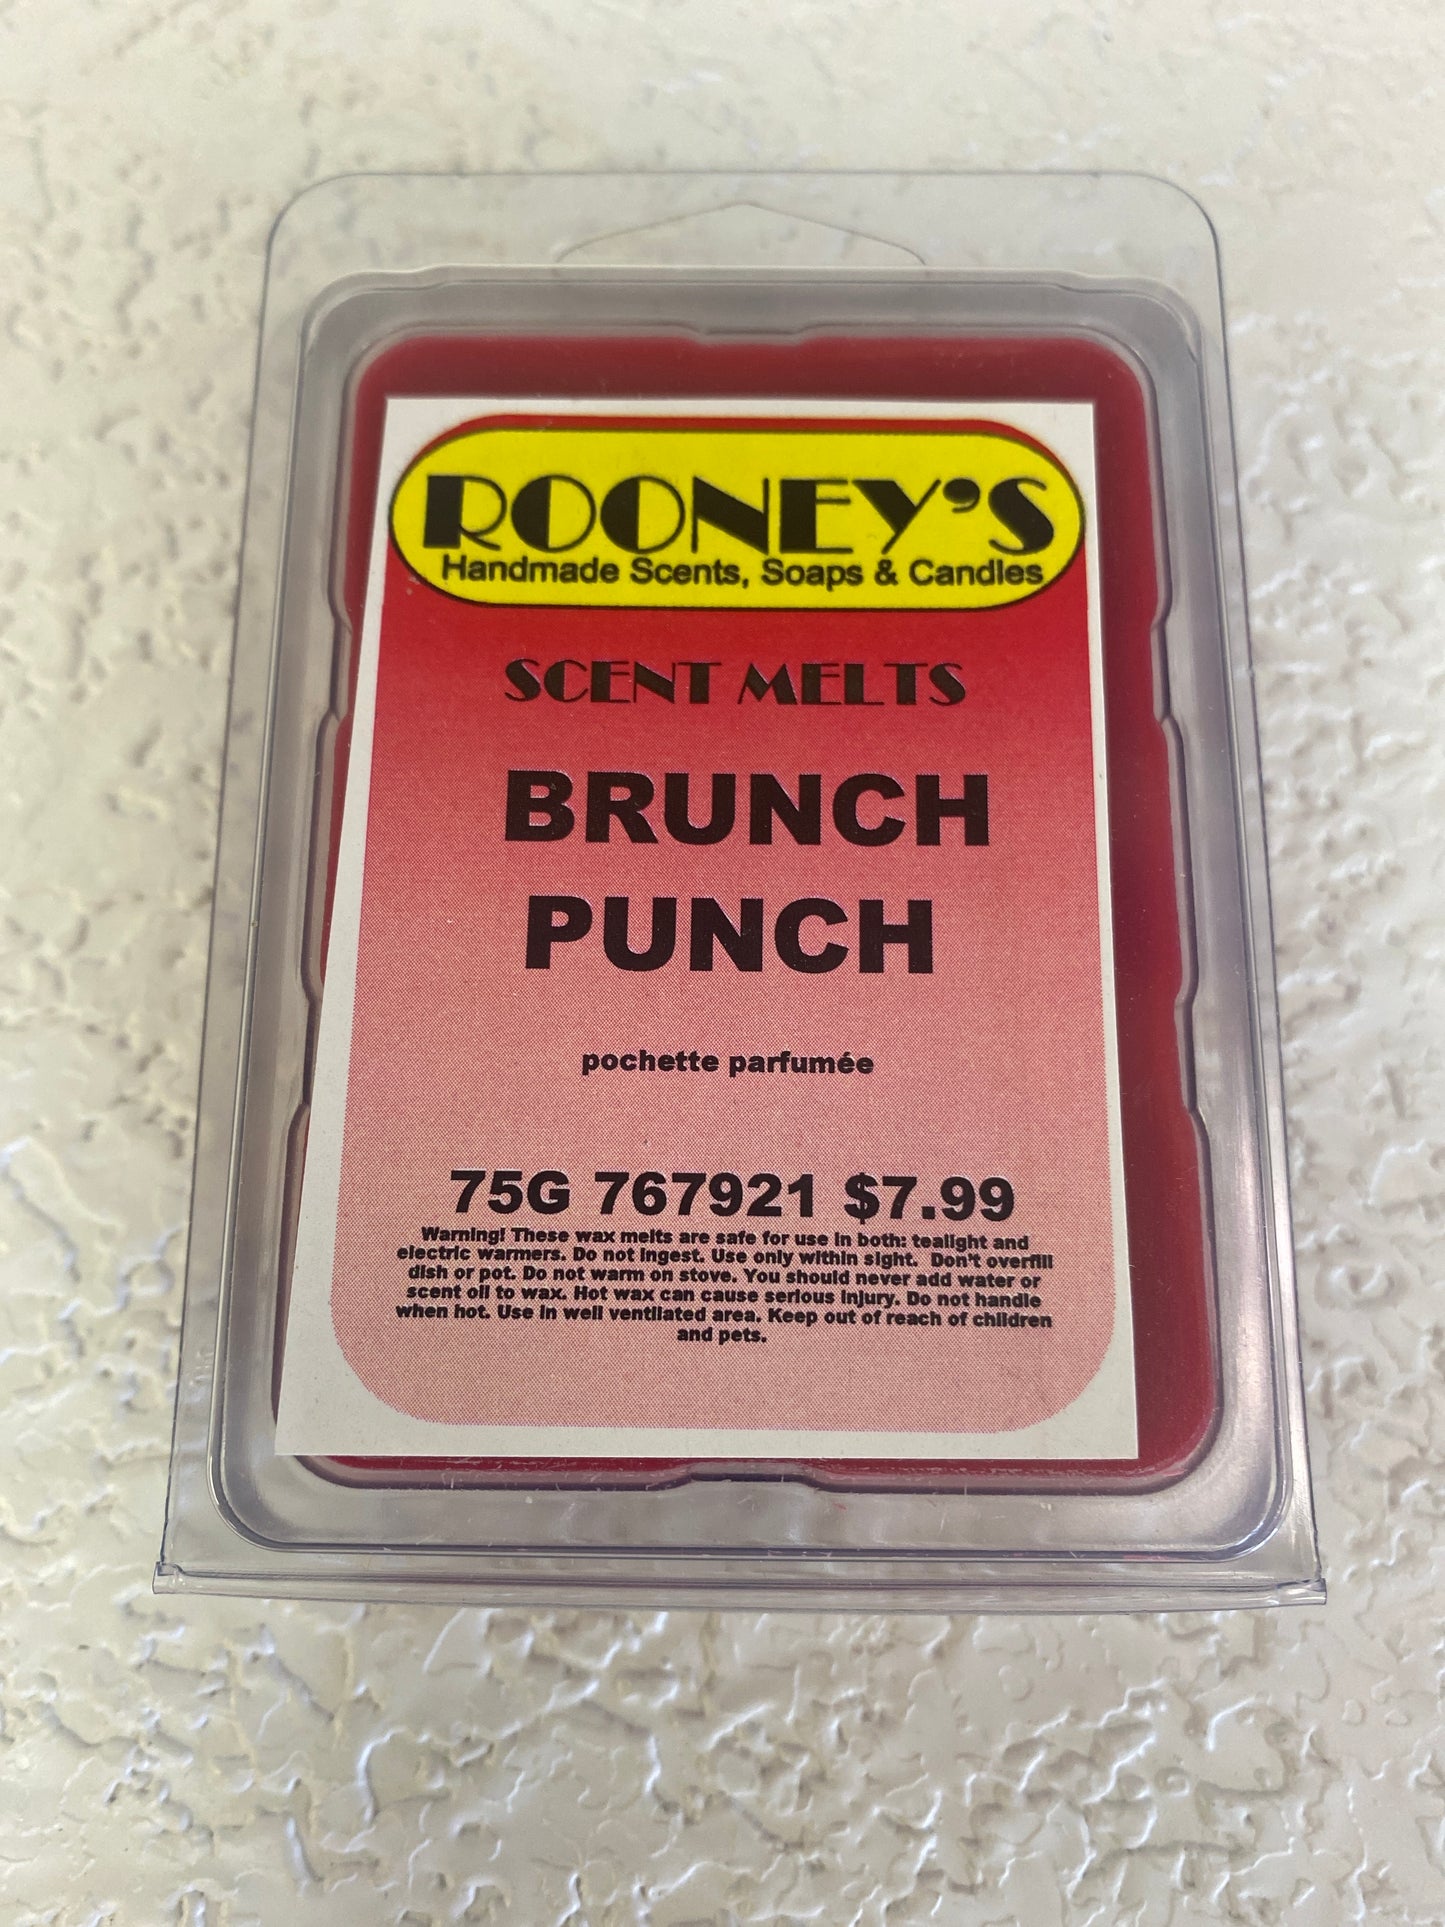 ROONEY'S
Handmade Scents, Soaps & Candles
SCENT MELTS
BRUNCH
PUNCH
pochette parfumée
75G 767921 $7.99
Warning! These wax melts are safe for use in both: tealight and
electric warmers. Do not ingest. Use only within sight. Don't overfill
dish or pot. Do not warm on stove. You should never add water or
scent oil to wax. Hot wax can cause serious injury. Do not handle
when hot. Use in well ventilated area. Keep out of reach of children
and pets.